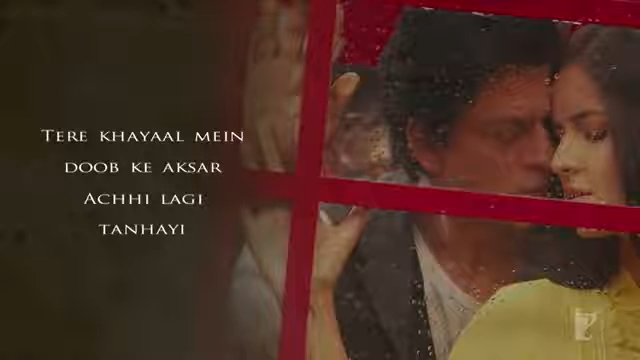 TERE KHAYAAL MEIN
DOOB KE AKSAR
ACHHI LAGI
TANHAYI